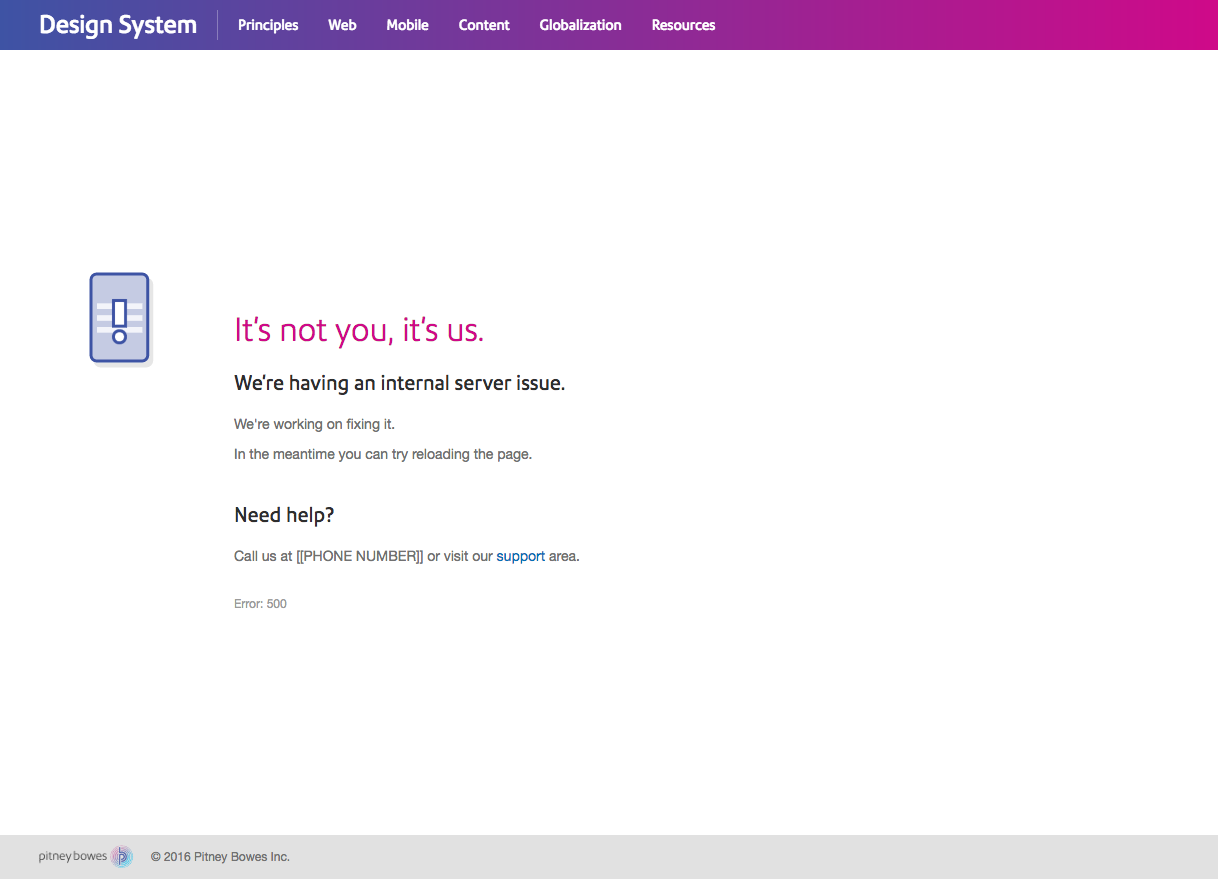 Design System
Principles
Web
Mobile
Content
Globalization
Resources
It's not you, it's us.
We're having an internal server issue.
We're working on fixing it.
In the meantime you can try reloading the page.
Need help?
Call us at [[PHONE NUMBER]] or visit our support area.
Error: 500
pitney bowes
© 2016 Pitney Bowes Inc.